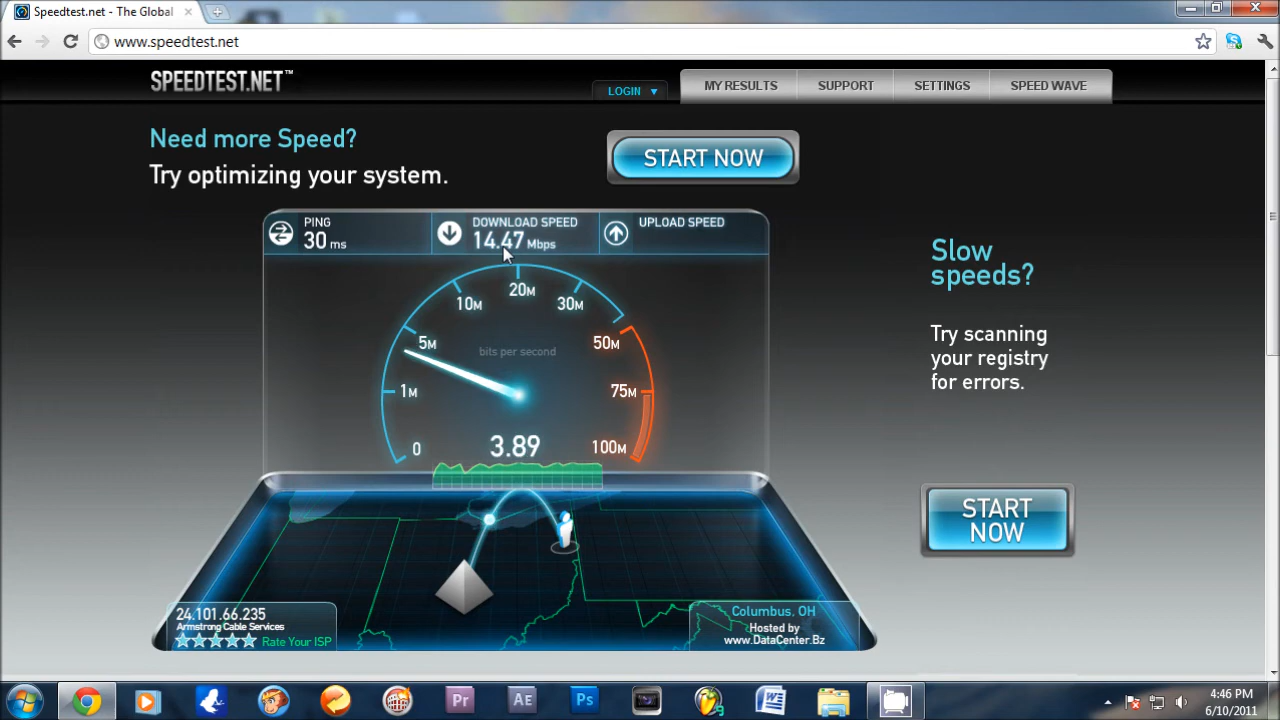 Speedtest.net - The Global
www.speedtest.net
SPEEDTEST.NET™
LOGIN
MY RESULTS
SUPPORT
SETTINGS
SPEED WAVE
Need more Speed?
Try optimizing your system.
START NOW
PING
30 ms
DOWNLOAD SPEED
14.47 Mbps
UPLOAD SPEED
20M
10M
30M
5M
50M
bits per second
1M
75M
0
3.89
100M
Slow
speeds?
Try scanning
your registry
for errors.
START
NOW
24.101.66.235
Armstrong Cable Services
Rate Your ISP
Columbus, OH
Hosted by
www.DataCenter.Bz
Pr
AE
Ps
9
W
4:46 PM
6/10/2011